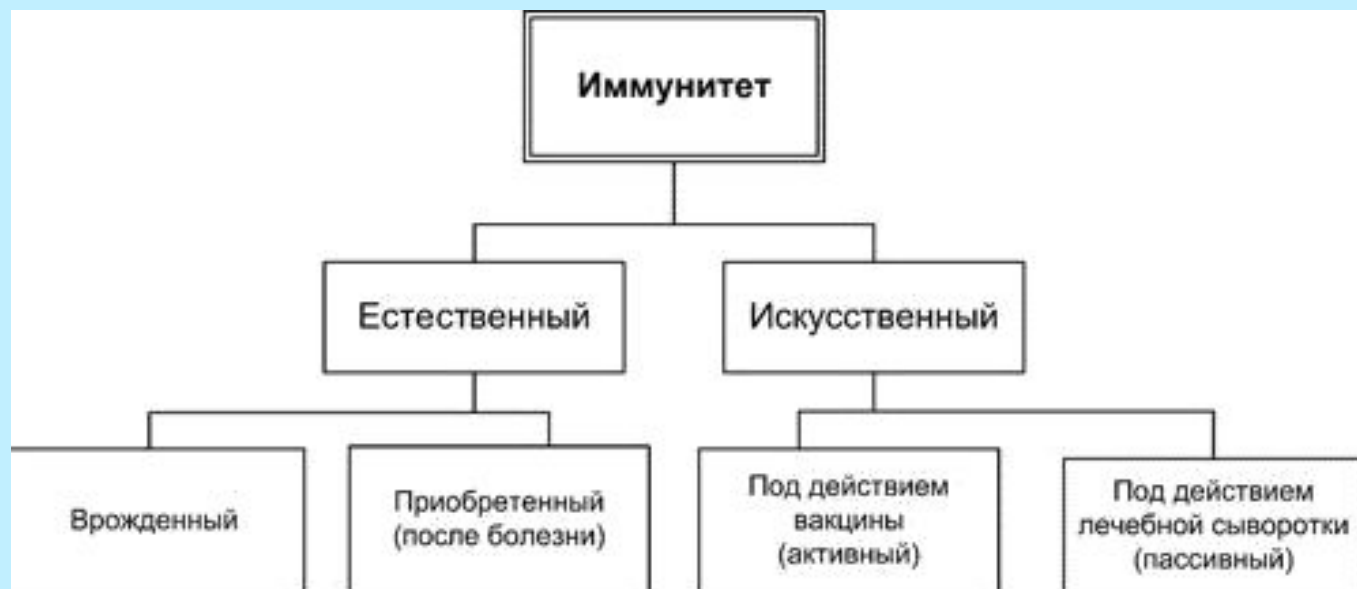 Иммунитет
Естественный
Искусственный
Врожденный
Приобретенный
(после болезни)
Под действием
вакцины
(активный)
Под действием
лечебной сыворотки
(пассивный)